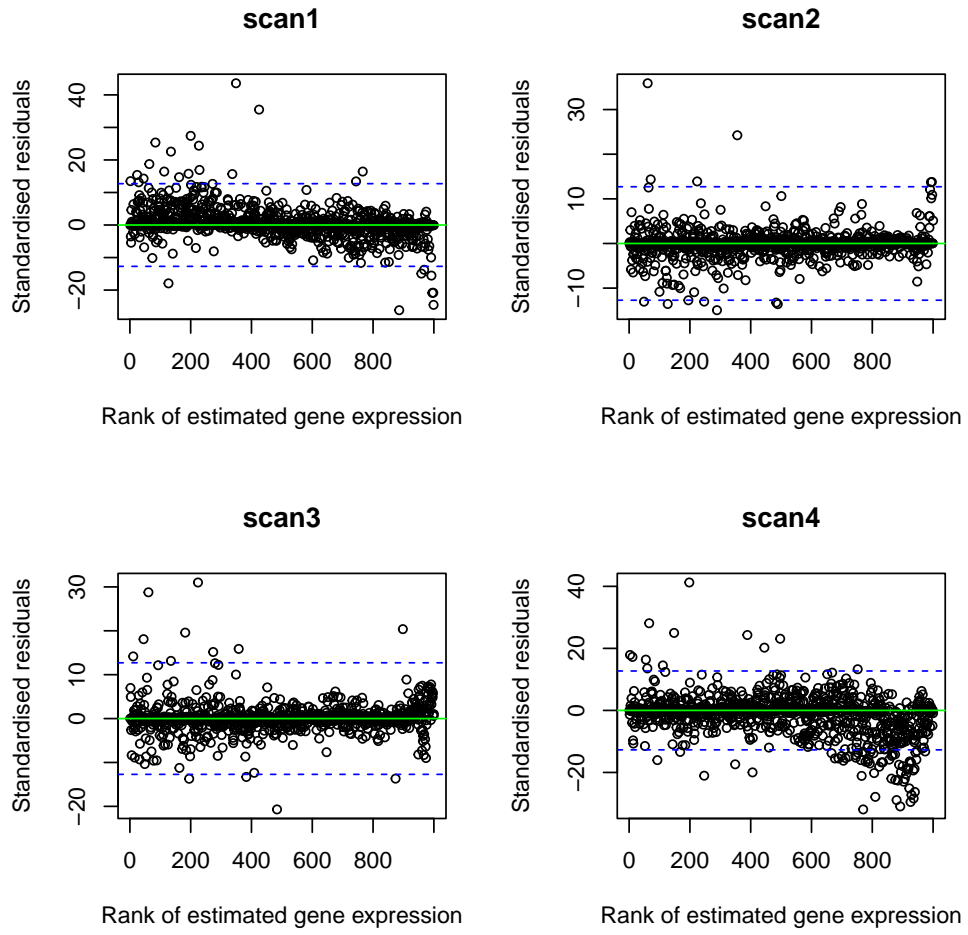 scan1
scan2
Standardised residuals
−20 0 20 40
0 200 400 600 800
Rank of estimated gene expression
Standardised residuals
−10 0 10 30
0 200 400 600 800
Rank of estimated gene expression
scan3
scan4
Standardised residuals
−20 0 10 30
0 200 400 600 800
Rank of estimated gene expression
Standardised residuals
−20 0 20 40
0 200 400 600 800
Rank of estimated gene expression